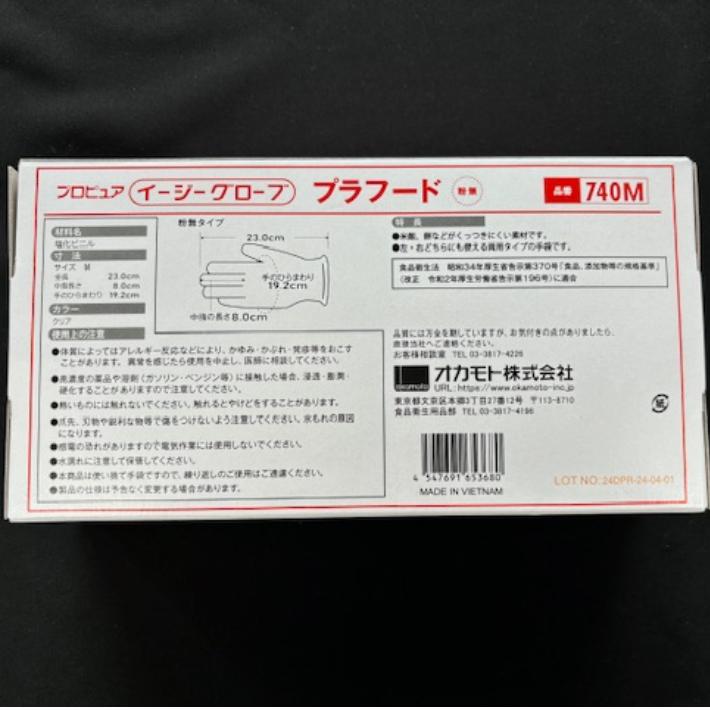 プロピュア イージーグローブ プラフード 粉無 品番 740M
材料名
塩化ビニル
寸法
サイズ M
全長 23.0cm
中指長さ 8.0cm
手のひらまわり 19.2cm
カラー
クリア
粉無タイプ
23.0cm
手のひらまわり
19.2cm
中指の長さ8.0cm
特長
●米飯、餅などがくっつきにくい素材です。
●左・右どちらにも使える両用タイプの手袋です。
食品衛生法 昭和34年厚生省告示第370号「食品、添加物等の規格基準」
(改正 令和2年厚生労働省告示第196号)に適合
使用上の注意
●体質によってはアレルギー反応などにより、かゆみ・かぶれ・発疹等をおこす
ことがあります。異常を感じたら使用を中止し、医師に相談してください。
●高濃度の薬品や溶剤(ガソリン・ベンジン等)に接触した場合、浸透・膨潤・
硬化することがありますので注意してください。
●熱いものには触れないでください。触れるとやけどをすることがあります。
●爪先、刃物や鋭利な物等で傷をつけないよう注意してください。水もれの原因
になります。
●感電の恐れがありますので電気作業には使用しないでください。
●水濡れに注意して保管してください。
●本商品は使い捨て手袋ですので、繰り返しのご使用はご遠慮ください。
●製品の仕様は予告なく変更する場合があります。
品質には万全を期していますが、お気付きの点がありましたら、
直接当社へご連絡ください。
お客様相談室 TEL 03-3817-4226
okamoto オカモト株式会社
URL:https://www.okamoto-inc.jp
東京都文京区本郷3丁目27番12号 〒113-8710
食品衛生用品部 TEL 03-3817-4196
紙
4 547691 653680
MADE IN VIETNAM
LOT NO:24DPR-24-04-01